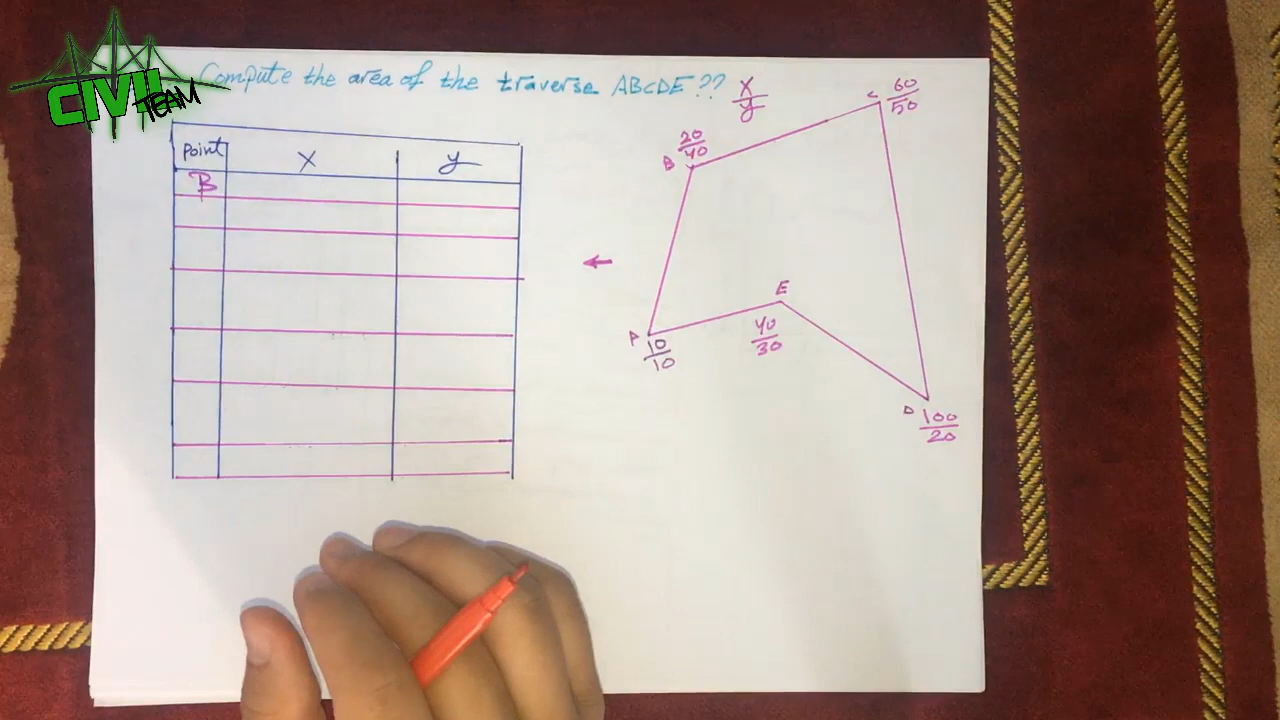 CIVIL
TEAM
Compute the area of the traverse ABCDE??
x
y
Point
X
y
B
B
20
40
C
60
50
A
10
10
E
40
30
D
100
20